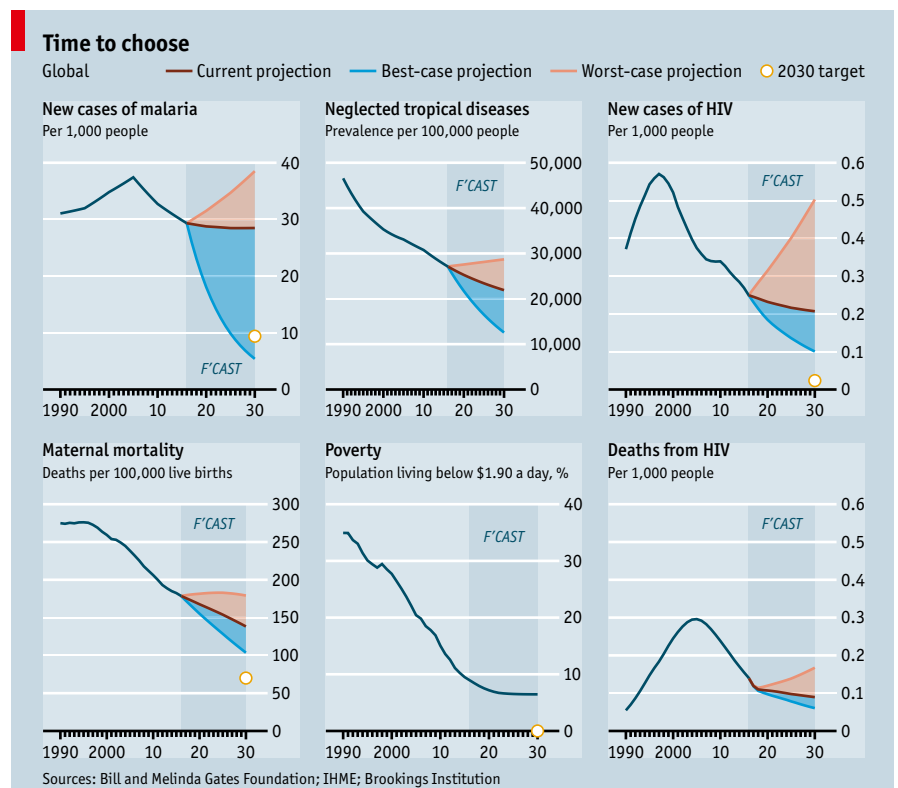 Time to choose
Global
Current projection
Best-case projection
Worst-case projection
2030 target
New cases of malaria
Per 1,000 people
40
30
20
10
0
F’CAST
1990 2000 10 20 30
Neglected tropical diseases
Prevalence per 100,000 people
50,000
F’CAST
40,000
30,000
20,000
10,000
0
1990 2000 10 20 30
New cases of HIV
Per 1,000 people
0.6
F’CAST
0.5
0.4
0.3
0.2
0.1
0
1990 2000 10 20 30
Maternal mortality
Deaths per 100,000 live births
300
F’CAST
250
200
150
100
50
0
1990 2000 10 20 30
Poverty
Population living below $1.90 a day, %
40
F’CAST
30
20
10
0
1990 2000 10 20 30
Deaths from HIV
Per 1,000 people
0.6
F’CAST
0.5
0.4
0.3
0.2
0.1
0
1990 2000 10 20 30
Sources: Bill and Melinda Gates Foundation; IHME; Brookings Institution